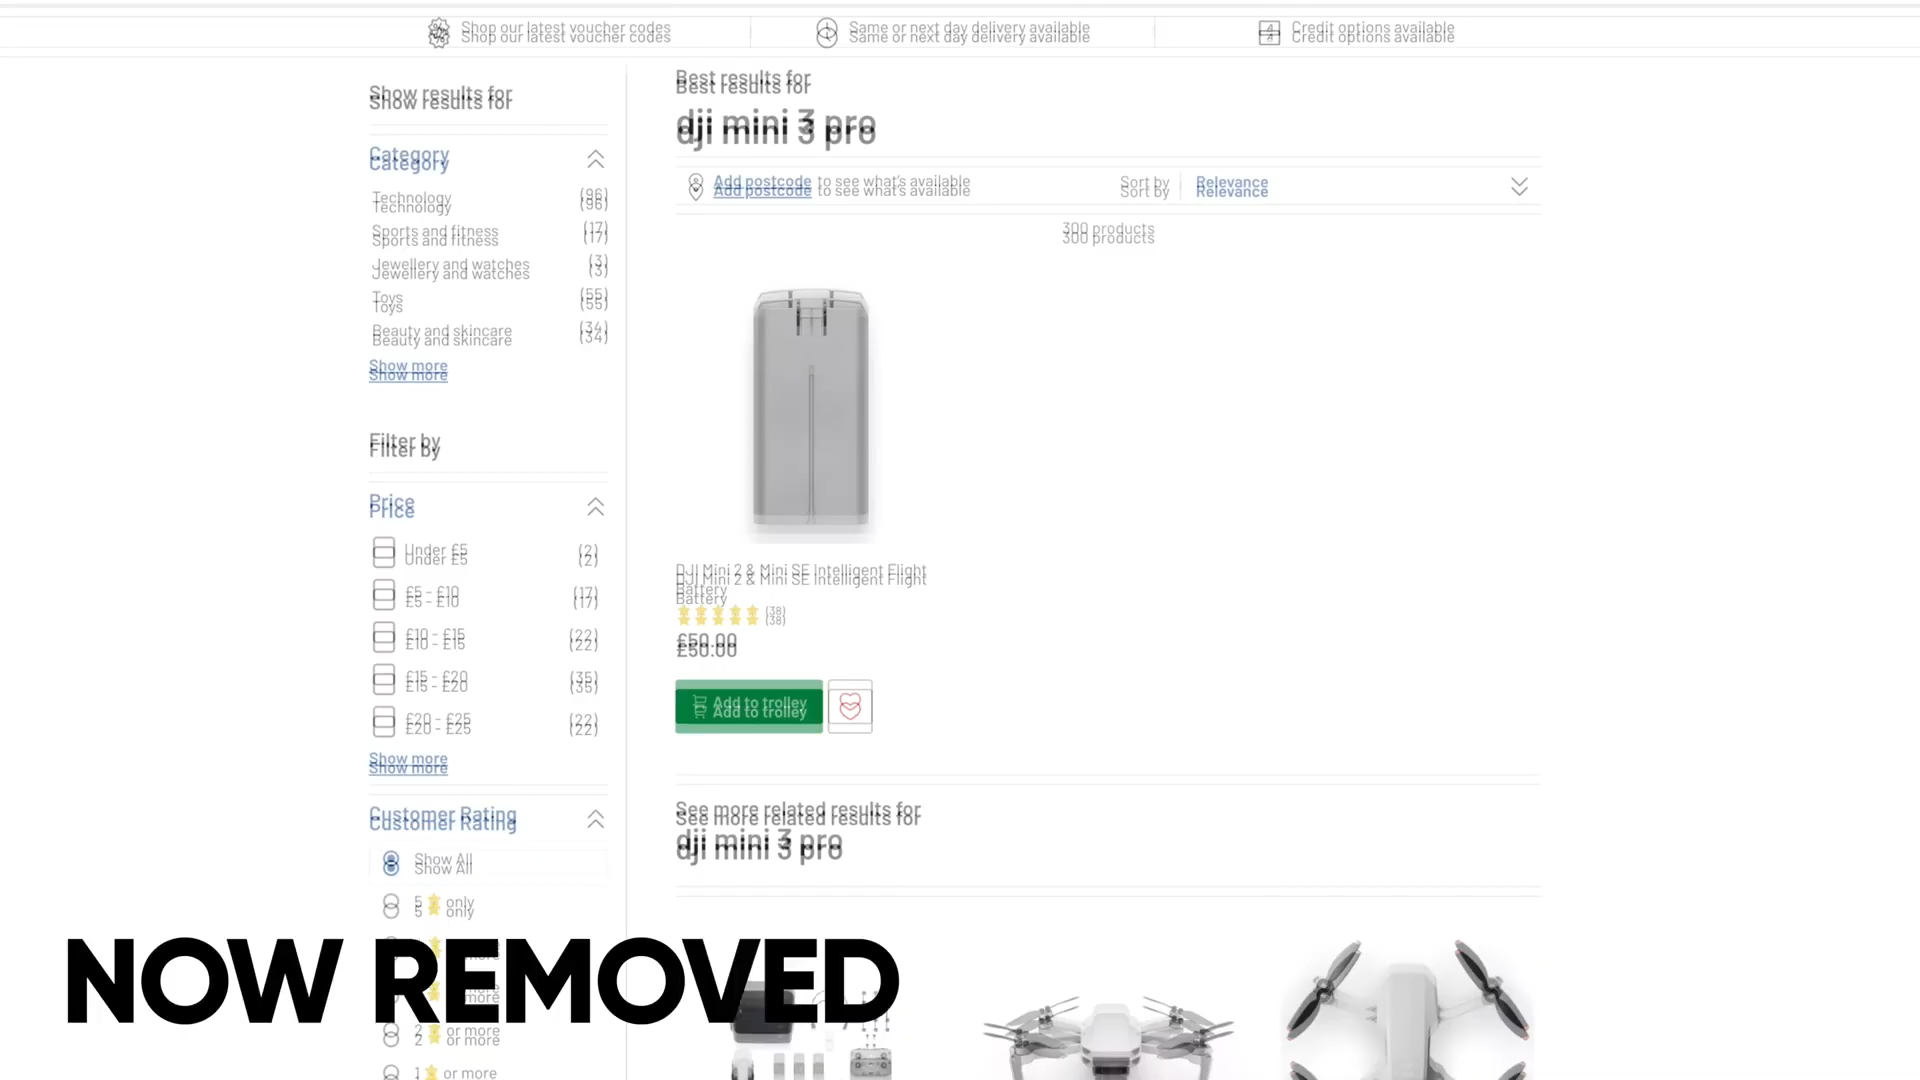 Shop our latest voucher codes
Same or next day delivery available
Credit options available
Show results for
Category
Technology (96)
Sports and fitness (17)
Jewellery and watches (3)
Toys (55)
Beauty and skincare (34)
Show more
Filter by
Price
Under £5 (2)
£5 - £10 (17)
£10 - £15 (22)
£15 - £20 (35)
£20 - £25 (22)
Show more
Customer Rating
Show All
5 only
more
more
2 or more
1 or more
Best results for
dji mini 3 pro
Add postcode to see what's available
Sort by Relevance
300 products
DJI Mini 2 & Mini SE Intelligent Flight
Battery
(38)
£50.00
Add to trolley
See more related results for
dji mini 3 pro
NOW REMOVED